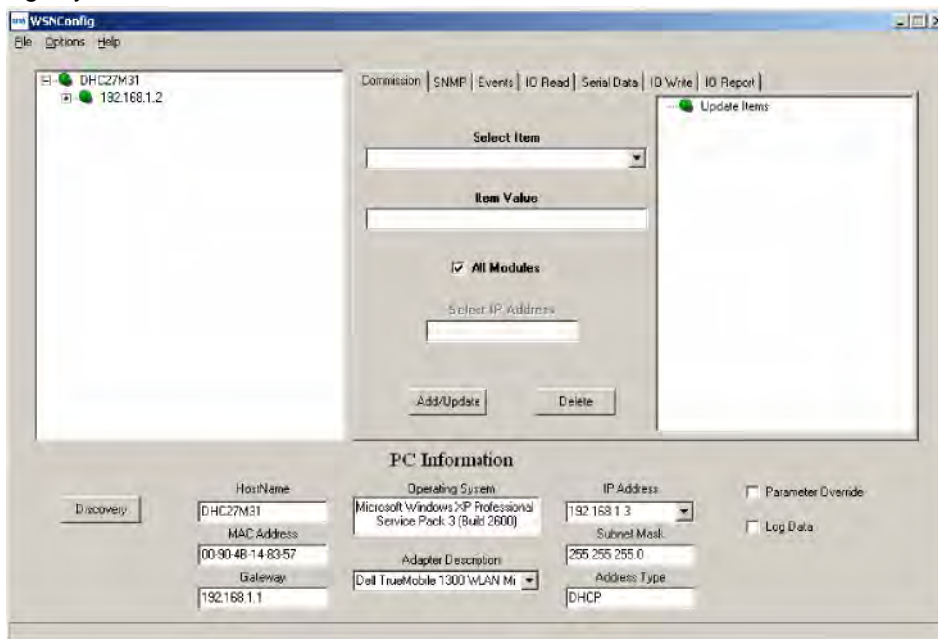 WSNConfig
File Options Help
DHC27M31
192.168.1.2
Commission SNMP Events IO Read Serial Data IO Write IO Report
Update Items
Select Item
Item Value
All Modules
Select IP Address
Add/Update Delete
PC Information
Discovery
HostName
DHC27M31
MAC Address
00-90-4B-14-83-57
Gateway
192.168.1.1
Operating System
Microsoft Windows XP Professional
Service Pack 3 (Build 2600)
Adapter Description
Dell TrueMobile 1300 WLAN Mi
IP Address
192.168.1.3
Subnet Mask
255.255.255.0
Address Type
DHCP
Parameter Override
Log Data